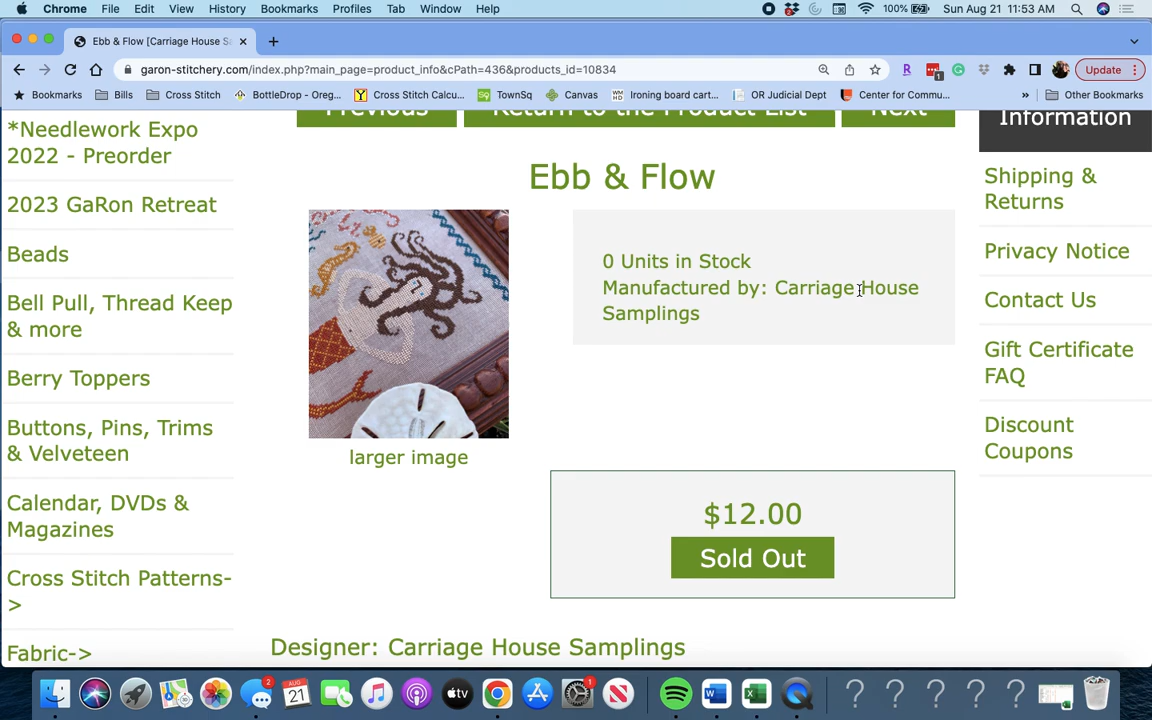 Chrome File Edit View History Bookmarks Profiles Tab Window Help 100% Sun Aug 21 11:53 AM
Ebb & Flow [Carriage House Sa
garon-stitchery.com/index.php?main_page=product_info&cPath=436&products_id=10834 Update
Bookmarks Bills Cross Stitch BottleDrop - Oreg... Cross Stitch Calcu... TownSq Canvas Ironing board cart... OR Judicial Dept Center for Commu... » Other Bookmarks
Previous Return to the Product List Next
Information
*Needlework Expo
2022 - Preorder
2023 GaRon Retreat
Beads
Bell Pull, Thread Keep
& more
Berry Toppers
Buttons, Pins, Trims
& Velveteen
Calendar, DVDs &
Magazines
Cross Stitch Patterns-
>
Fabric->
Ebb & Flow
larger image
0 Units in Stock
Manufactured by: Carriage House
Samplings
$12.00
Sold Out
Designer: Carriage House Samplings
Shipping &
Returns
Privacy Notice
Contact Us
Gift Certificate
FAQ
Discount
Coupons
AUG
21
2
tv
1
W
X
? ? ? ? ?